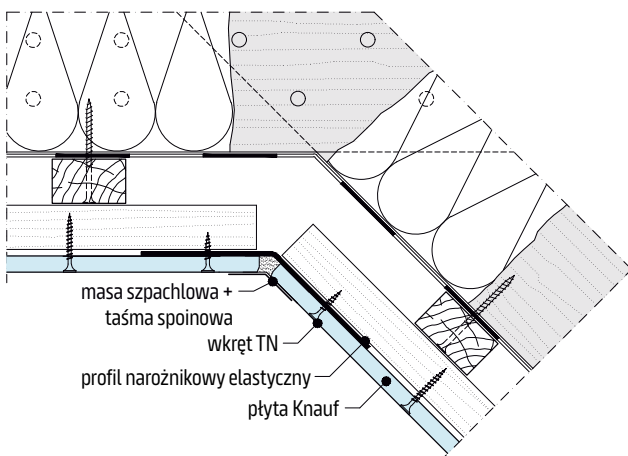 masa szpachlowa +
taśma spoinowa
wkręt TN
profil narożnikowy elastyczny
płyta Knauf